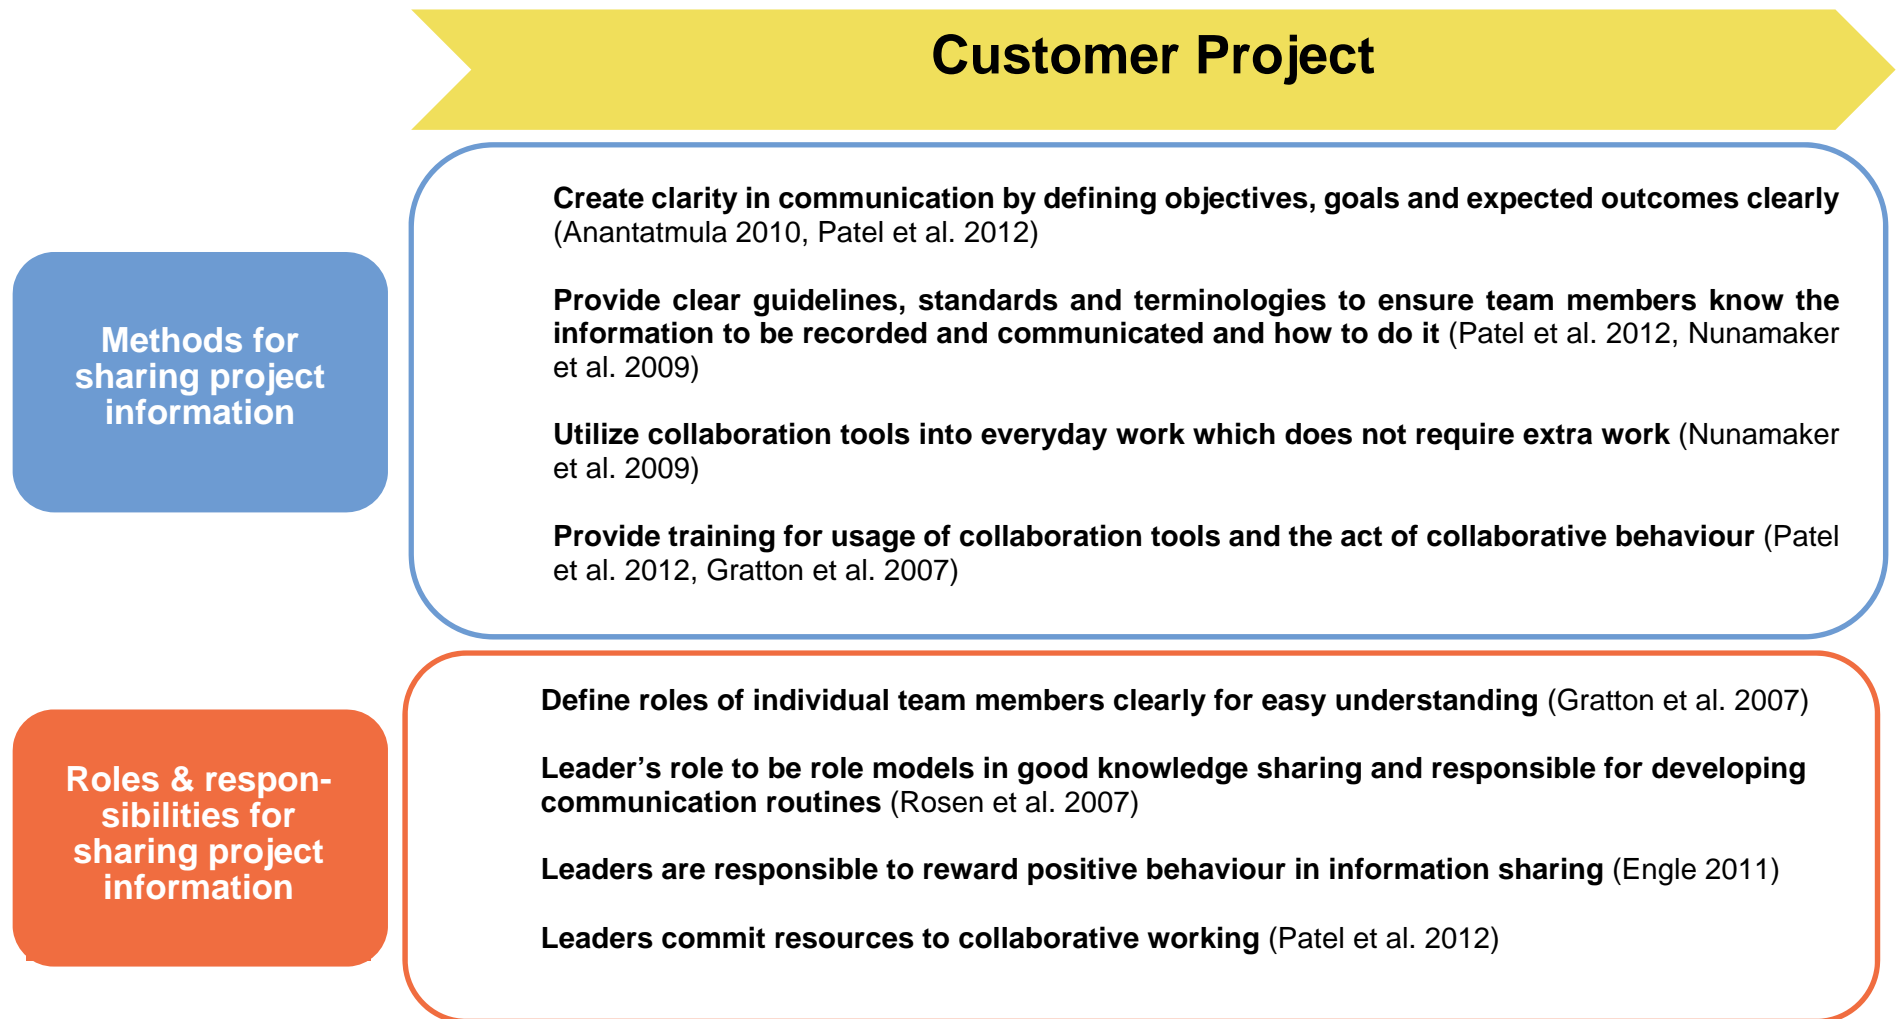 Customer Project
Create clarity in communication by defining objectives, goals and expected outcomes clearly
(Anantatmula 2010, Patel et al. 2012)
Provide clear guidelines, standards and terminologies to ensure team members know the
information to be recorded and communicated and how to do it (Patel et al. 2012, Nunamaker
et al. 2009)
Utilize collaboration tools into everyday work which does not require extra work (Nunamaker
et al. 2009)
Provide training for usage of collaboration tools and the act of collaborative behaviour (Patel
et al. 2012, Gratton et al. 2007)
Methods for
sharing project
information
Define roles of individual team members clearly for easy understanding (Gratton et al. 2007)
Leader’s role to be role models in good knowledge sharing and responsible for developing
communication routines (Rosen et al. 2007)
Leaders are responsible to reward positive behaviour in information sharing (Engle 2011)
Leaders commit resources to collaborative working (Patel et al. 2012)
Roles & respon-
sibilities for
sharing project
information